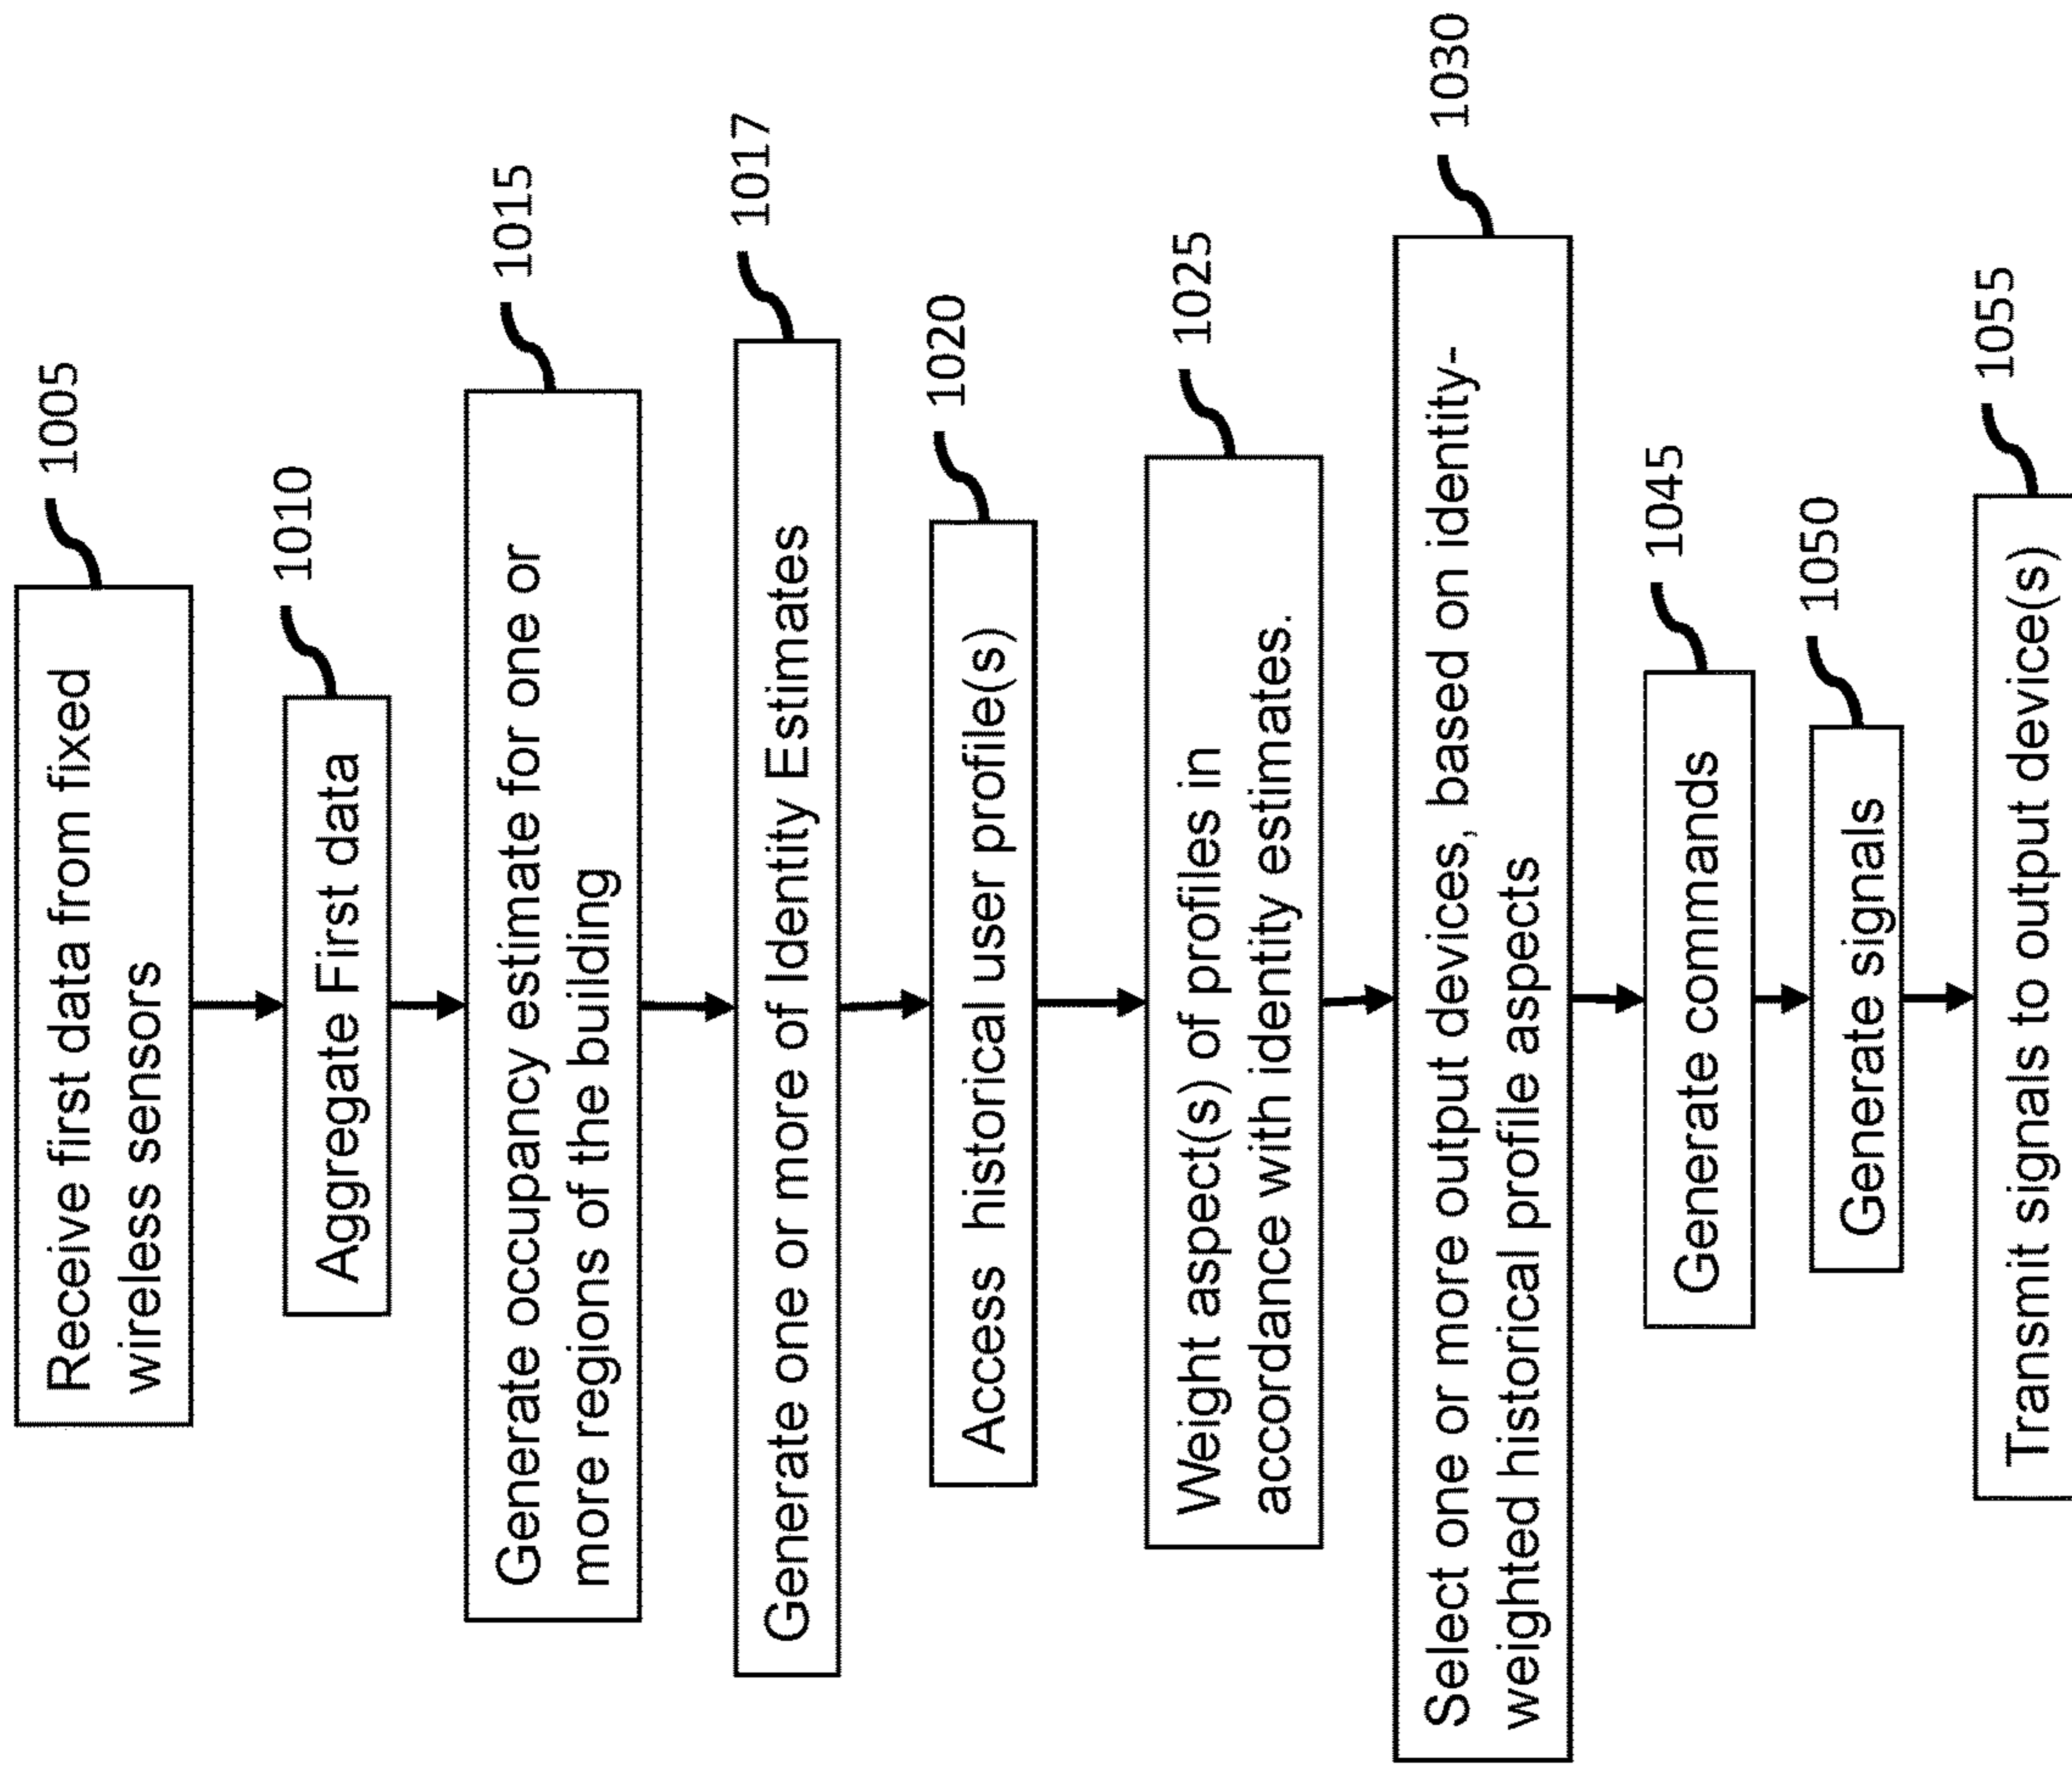 Receive first data from fixed
wireless sensors
1005
Aggregate First data
1010
Generate occupancy estimate for one or
more regions of the building
1015
Generate one or more of Identity Estimates
1017
Access historical user profile(s)
1020
Weight aspect(s) of profiles in
accordance with identity estimates.
1025
Select one or more output devices, based on identity-
weighted historical profile aspects
1030
Generate commands
1045
Generate signals
1050
Transmit signals to output device(s)
1055